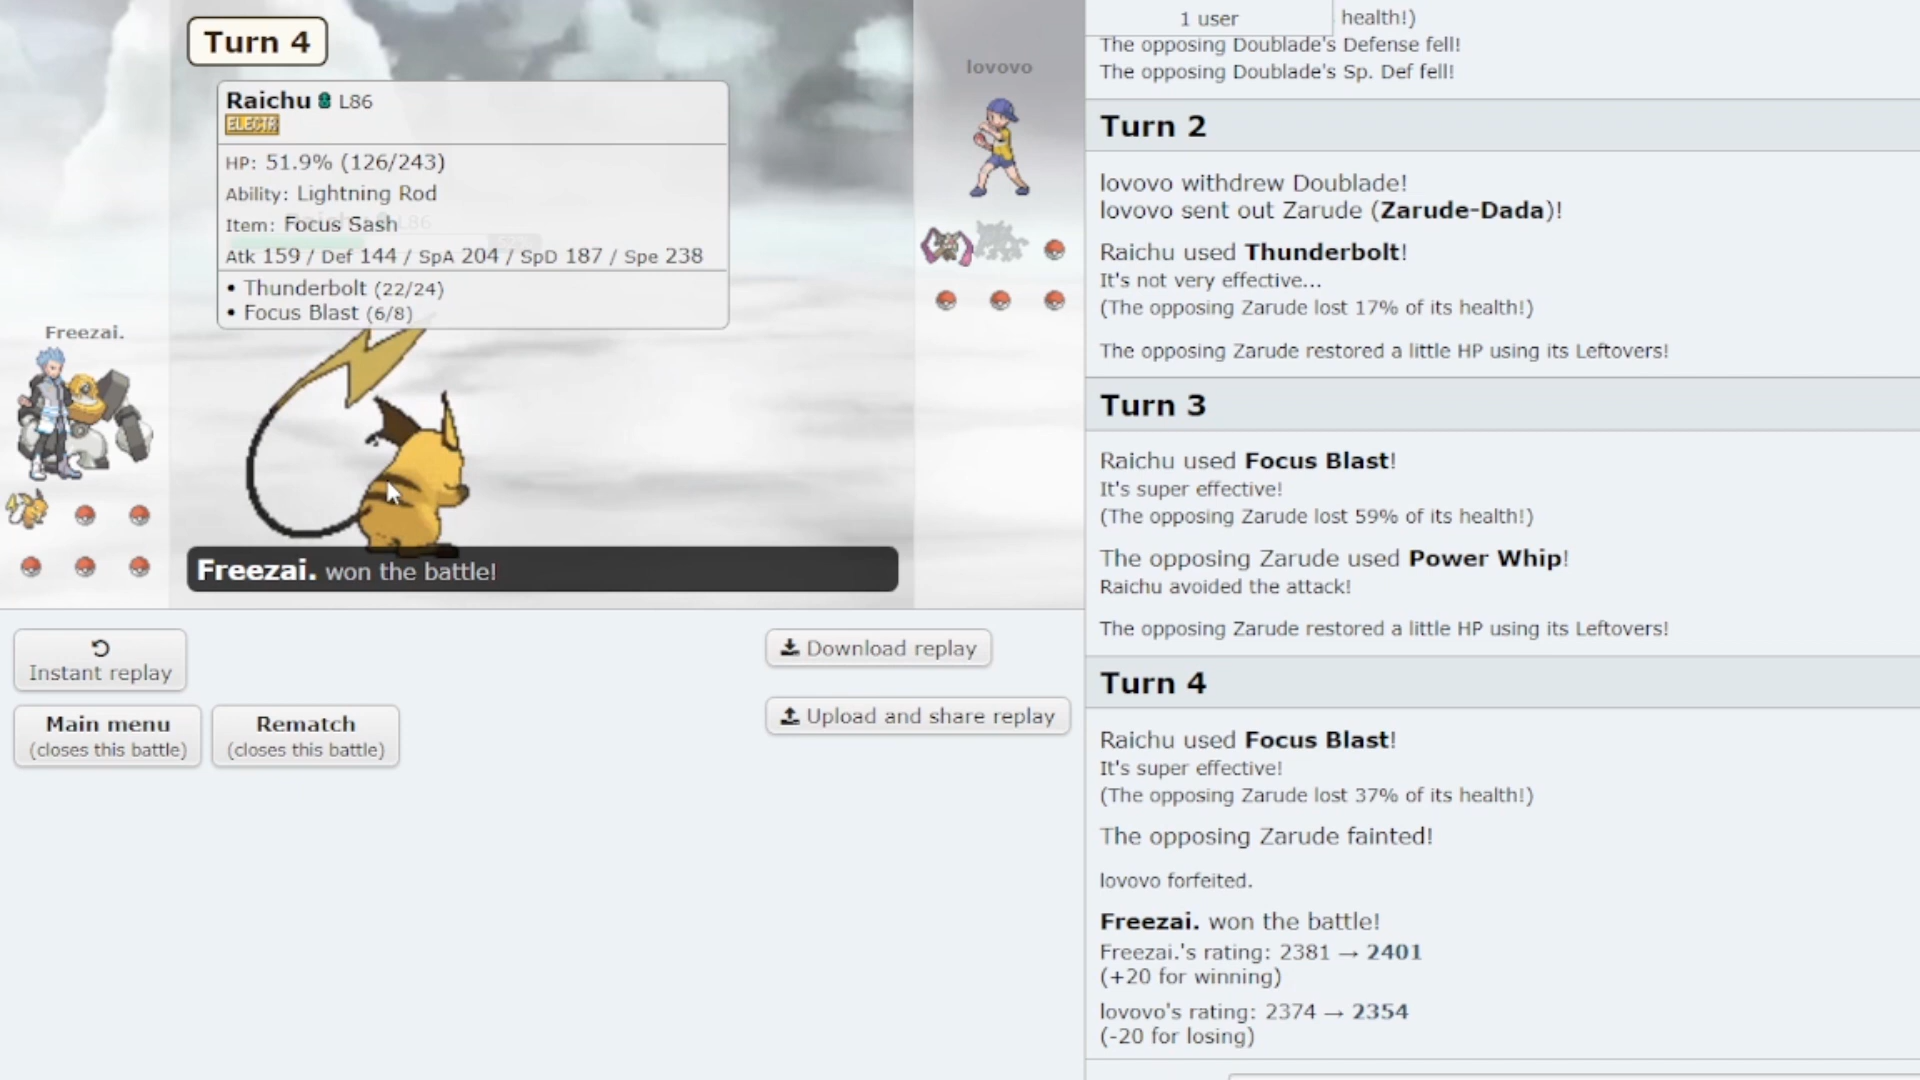 Turn 4
Raichu L86
ELECTR
HP: 51.9% (126/243)
Ability: Lightning Rod
Item: Focus Sash
Atk 159 / Def 144 / SpA 204 / SpD 187 / Spe 238
• Thunderbolt (22/24)
• Focus Blast (6/8)
lovovo
Freezai.
Freezai. won the battle!
Instant replay
Main menu
(closes this battle)
Rematch
(closes this battle)
Download replay
Upload and share replay
1 user
health!)
The opposing Doublade's Defense fell!
The opposing Doublade's Sp. Def fell!
Turn 2
lovovo withdrew Doublade!
lovovo sent out Zarude (Zarude-Dada)!
Raichu used Thunderbolt!
It's not very effective...
(The opposing Zarude lost 17% of its health!)
The opposing Zarude restored a little HP using its Leftovers!
Turn 3
Raichu used Focus Blast!
It's super effective!
(The opposing Zarude lost 59% of its health!)
The opposing Zarude used Power Whip!
Raichu avoided the attack!
The opposing Zarude restored a little HP using its Leftovers!
Turn 4
Raichu used Focus Blast!
It's super effective!
(The opposing Zarude lost 37% of its health!)
The opposing Zarude fainted!
lovovo forfeited.
Freezai. won the battle!
Freezai.'s rating: 2381 → 2401
(+20 for winning)
lovovo's rating: 2374 → 2354
(-20 for losing)